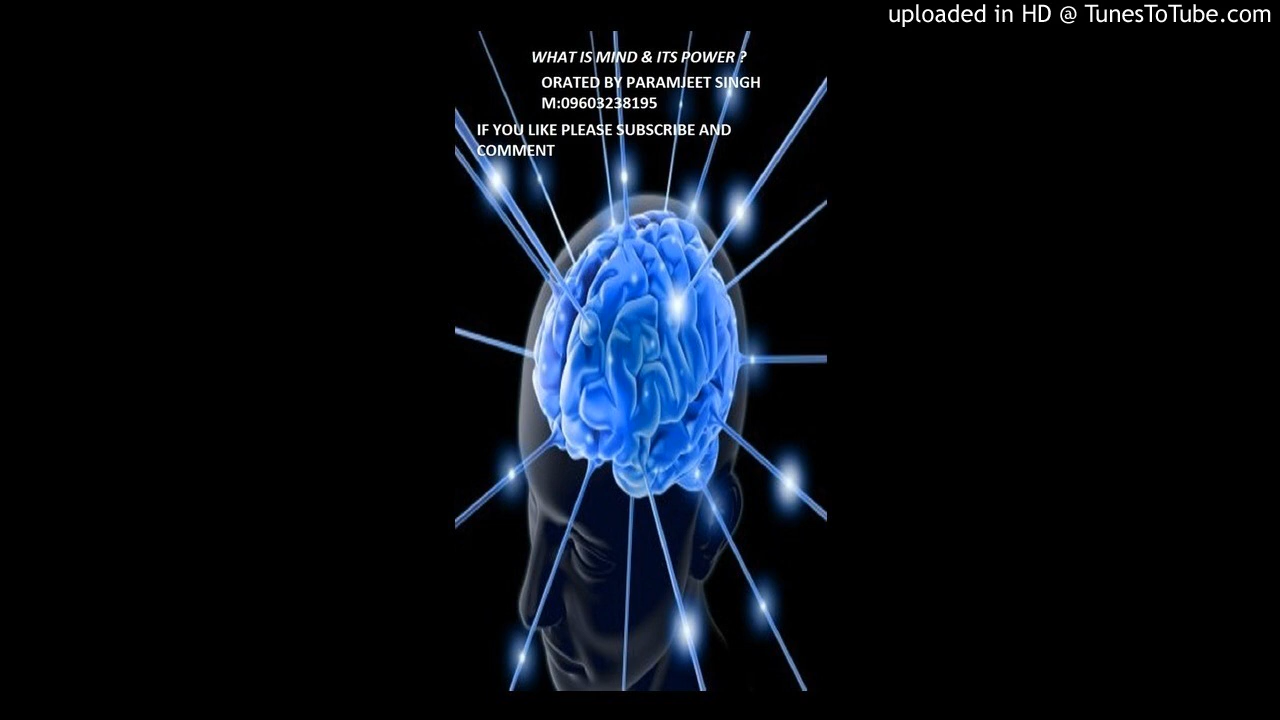 uploaded in HD @ TunesToTube.com
WHAT IS MIND & ITS POWER ?
ORATED BY PARAMJEET SINGH
M:09603238195
IF YOU LIKE PLEASE SUBSCRIBE AND
COMMENT